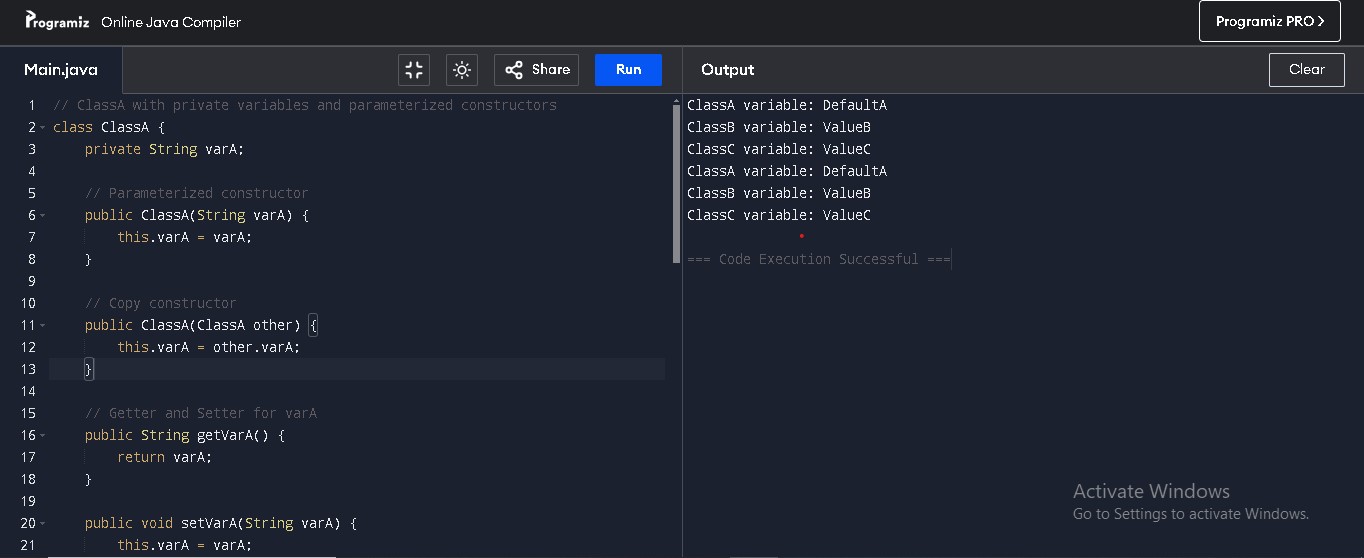 Programiz Online Java Compiler
Programiz PRO
Main.java
Share
Run
Output
Clear
1 // ClassA with private variables and parameterized constructors
2 class ClassA {
3 private String varA;
4
5 // Parameterized constructor
6 public ClassA(String varA) {
7 this.varA = varA;
8 }
9
10 // Copy constructor
11 public ClassA(ClassA other) {
12 this.varA = other.varA;
13 }
14
15 // Getter and Setter for varA
16 public String getVarA() {
17 return varA;
18 }
19
20 public void setVarA(String varA) {
21 this.varA = varA;
ClassA variable: DefaultA
ClassB variable: ValueB
ClassC variable: ValueC
ClassA variable: DefaultA
ClassB variable: ValueB
ClassC variable: ValueC
=== Code Execution Successful ===
Activate Windows
Go to Settings to activate Windows.